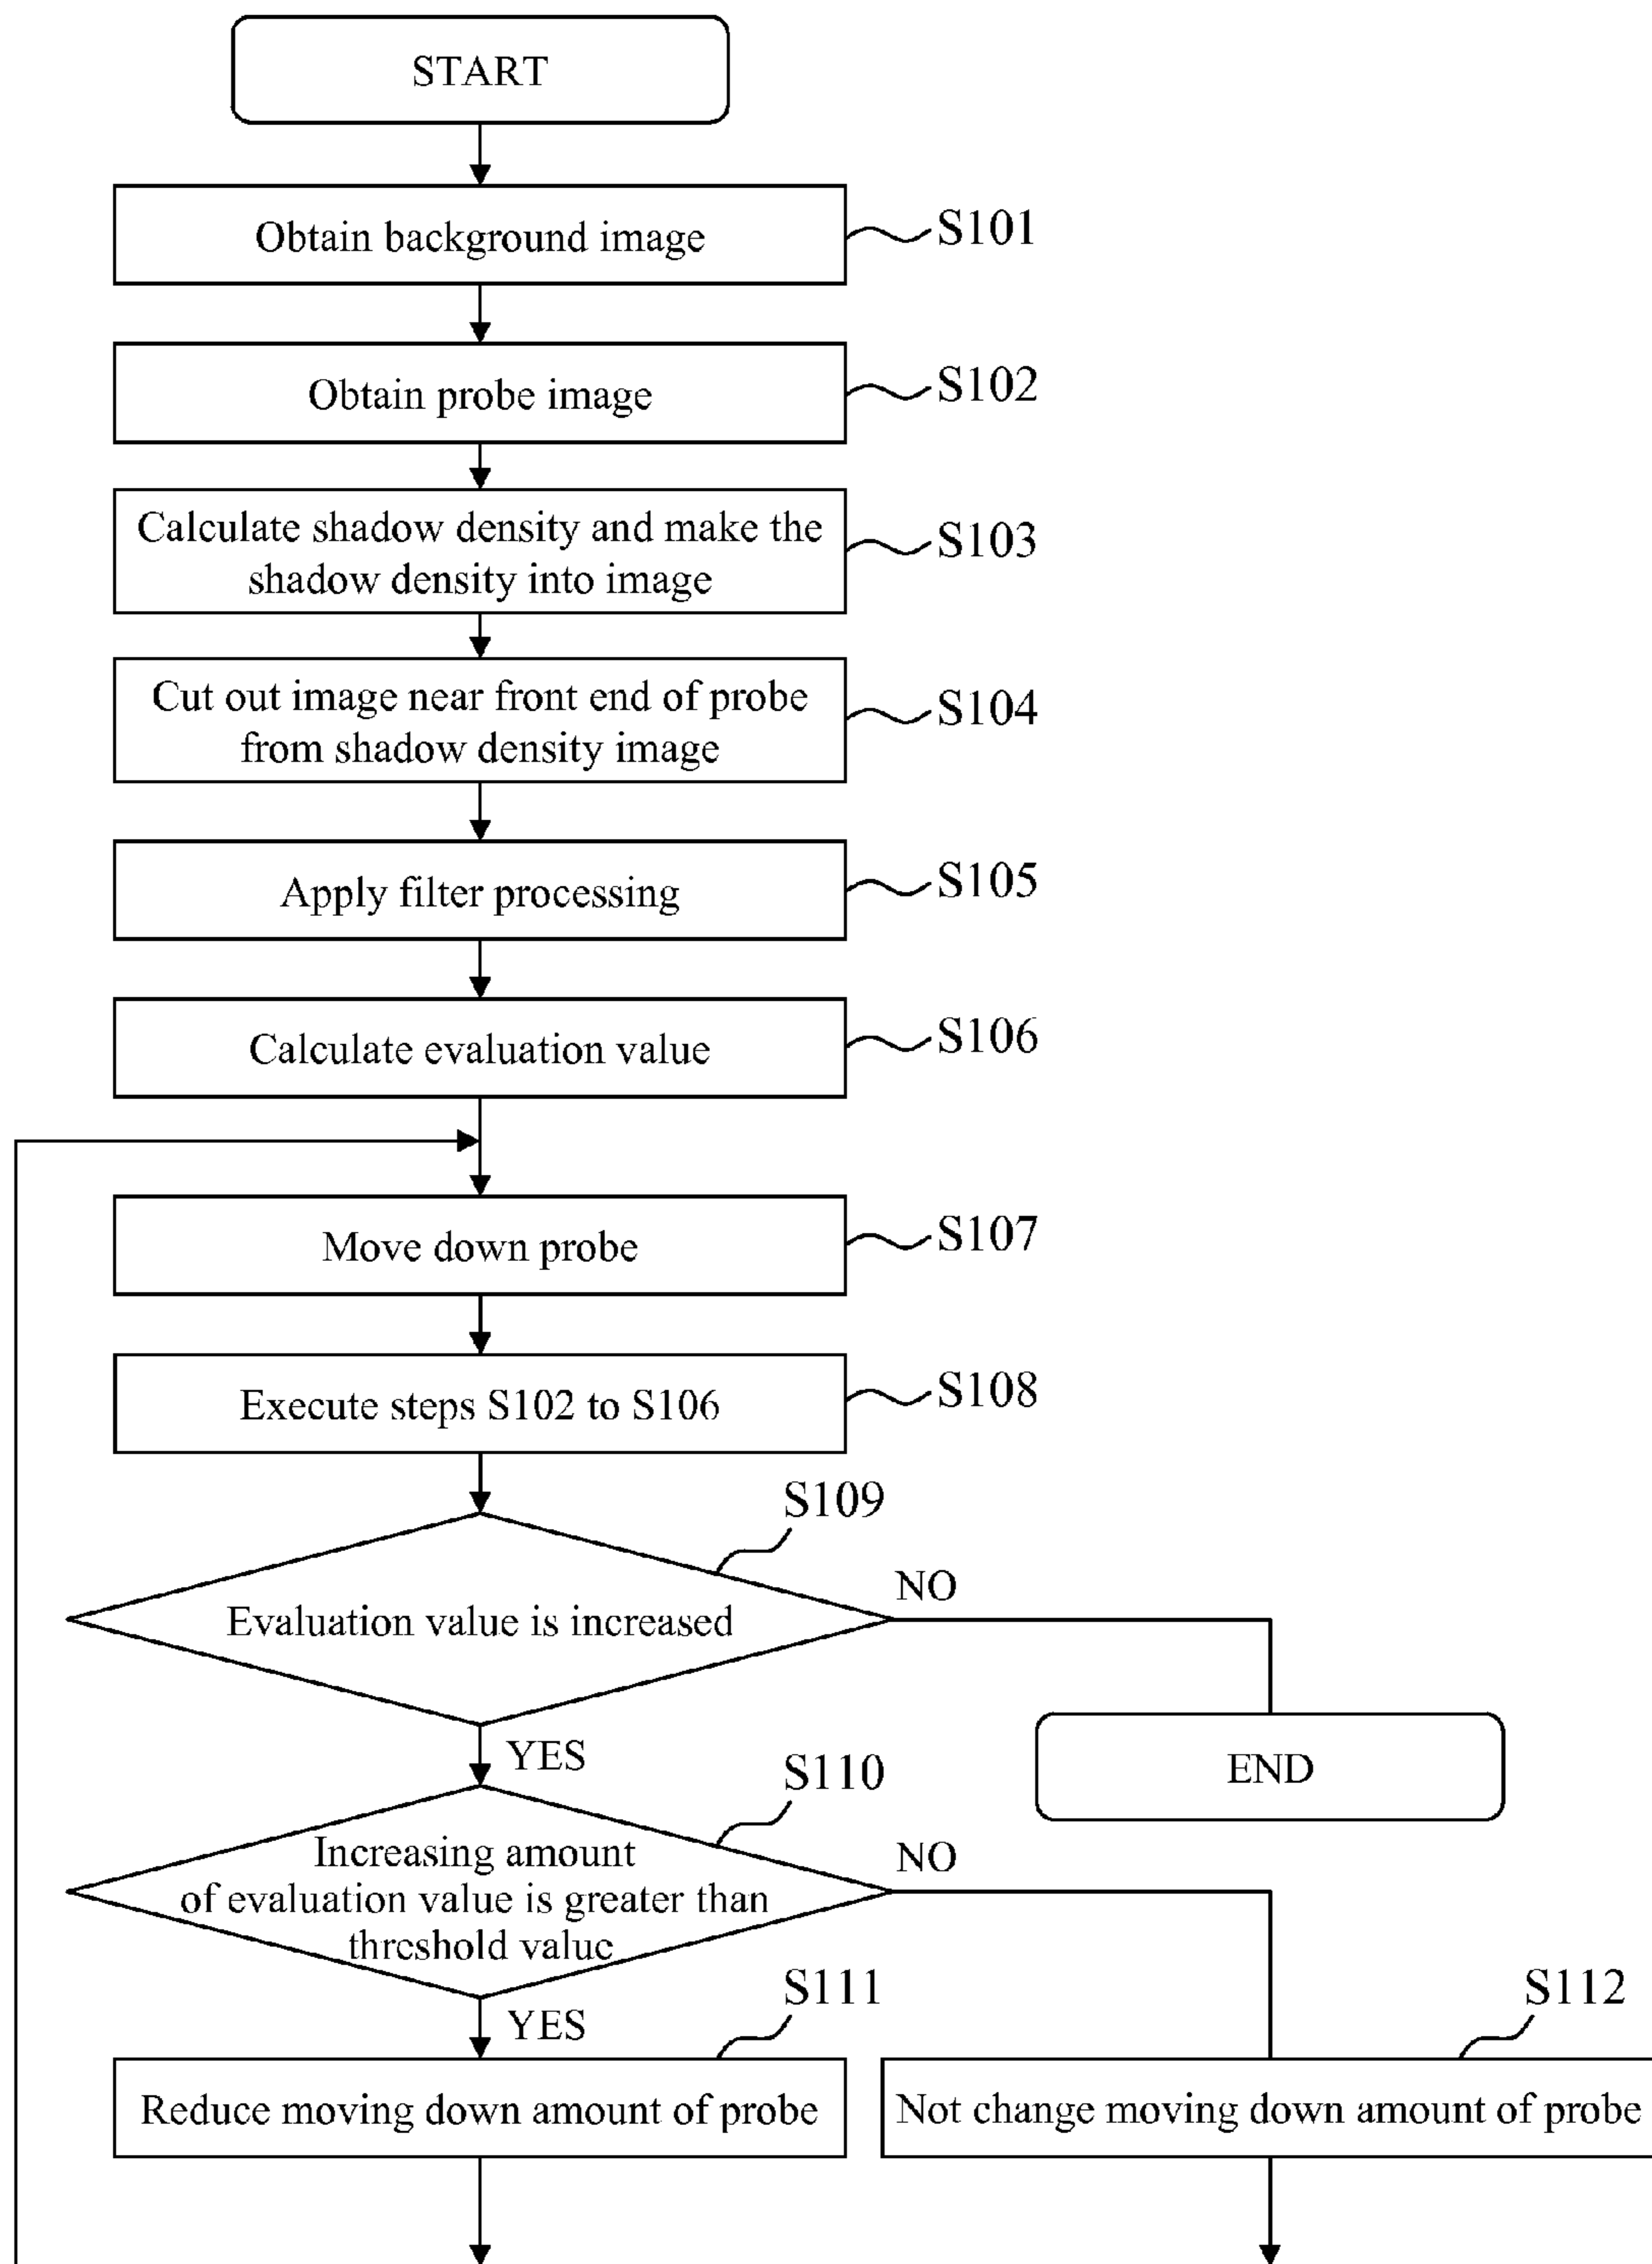 START
Obtain background image
S101
Obtain probe image
S102
Calculate shadow density and make the
shadow density into image
S103
Cut out image near front end of probe
from shadow density image
S104
Apply filter processing
S105
Calculate evaluation value
S106
Move down probe
S107
Execute steps S102 to S106
S108
S109
Evaluation value is increased
NO
END
YES
S110
Increasing amount
of evaluation value is greater than
threshold value
NO
YES
S111
Reduce moving down amount of probe
S112
Not change moving down amount of probe